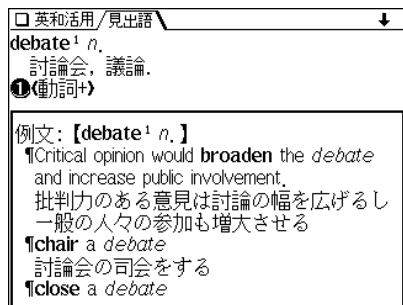 英和活用/見出語
debate¹ n.
討論会, 議論.
❶《動詞+》
例文:【debate¹ n.】
¶Critical opinion would broaden the debate
and increase public involvement.
批判力のある意見は討論の幅を広げるし
一般の人々の参加も増大させる
¶chair a debate
討論会の司会をする
¶close a debate